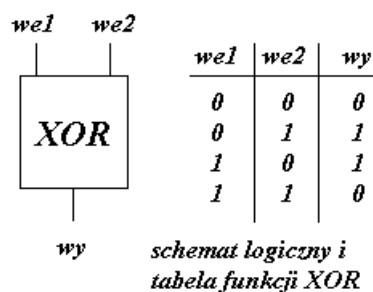 we1 we2
XOR
wy
we1 we2 wy
0 0 0
0 1 1
1 0 1
1 1 0
schemat logiczny i
tabela funkcji XOR